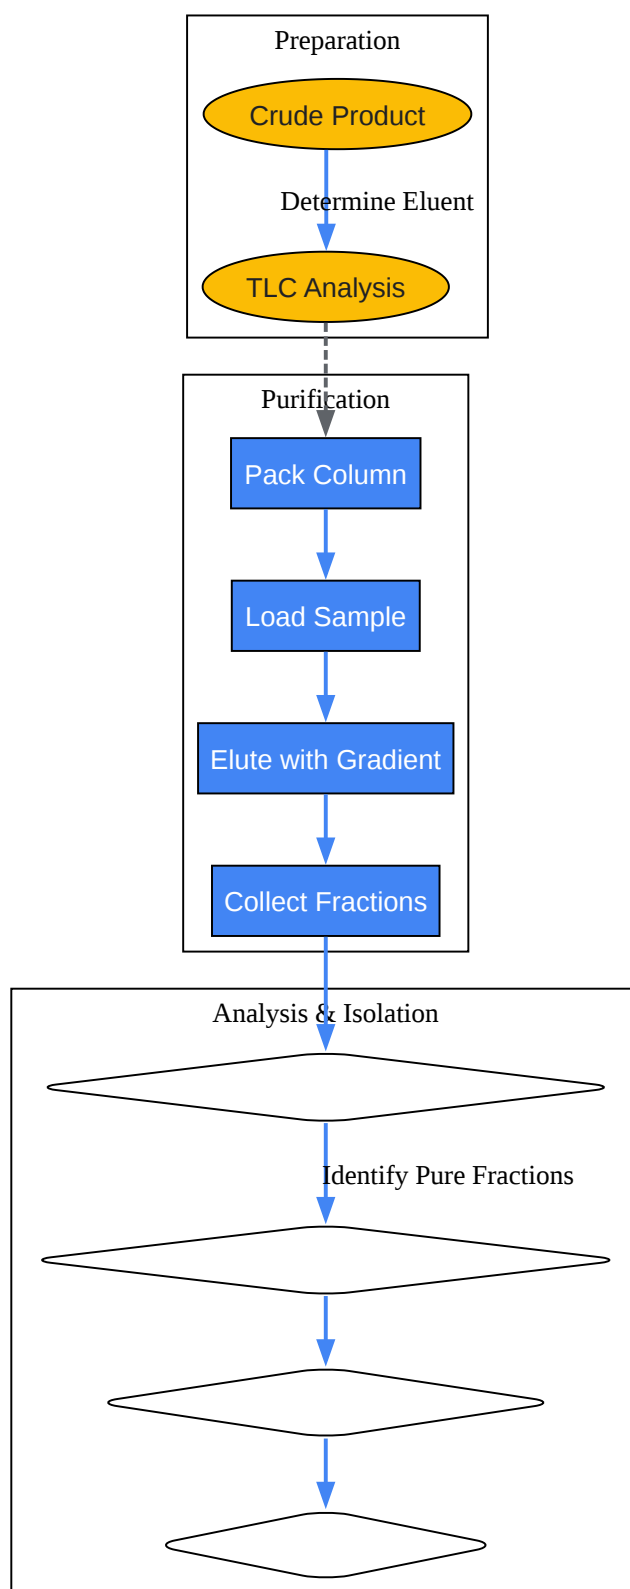 Preparation
Crude Product
Determine Eluent
TLC Analysis
Purification
Pack Column
Load Sample
Elute with Gradient
Collect Fractions
Analysis & Isolation
Identify Pure Fractions